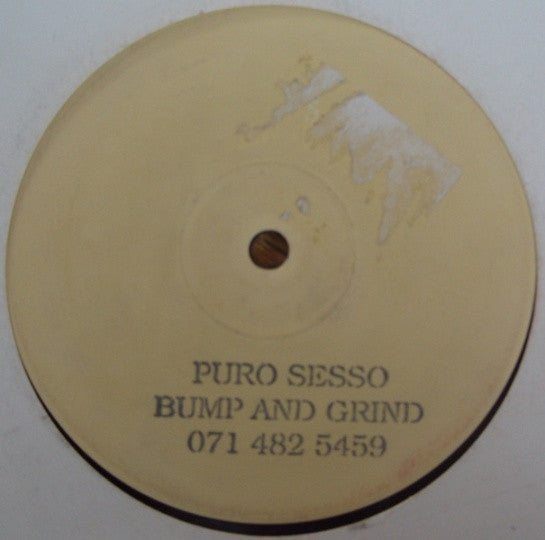 PURO SESSO
BUMP AND GRIND
071 482 5459